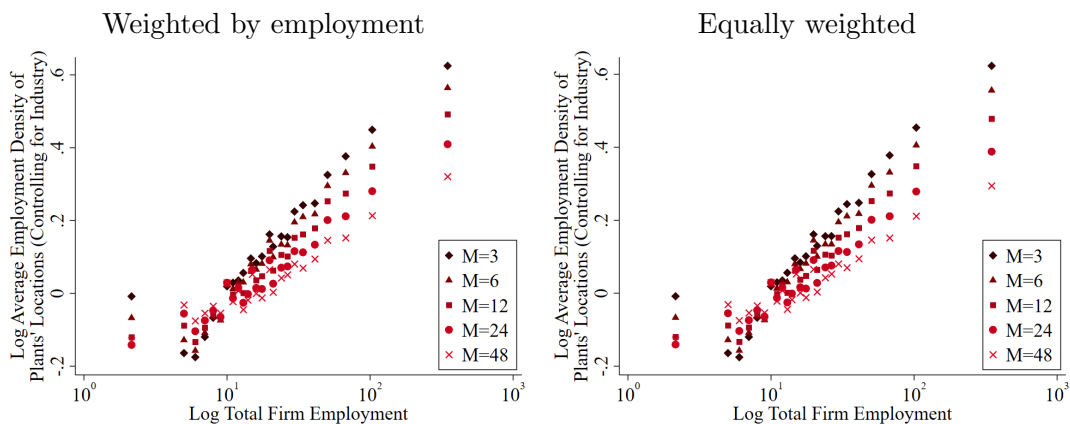 Weighted by employment
Log Average Employment Density of
Plants' Locations (Controlling for Industry)
.6
.4
.2
0
-.2
M=3
M=6
M=12
M=24
M=48
10^0
10^1
10^2
10^3
Log Total Firm Employment
Equally weighted
Log Average Employment Density of
Plants' Locations (Controlling for Industry)
.6
.4
.2
0
-.2
M=3
M=6
M=12
M=24
M=48
10^0
10^1
10^2
10^3
Log Total Firm Employment